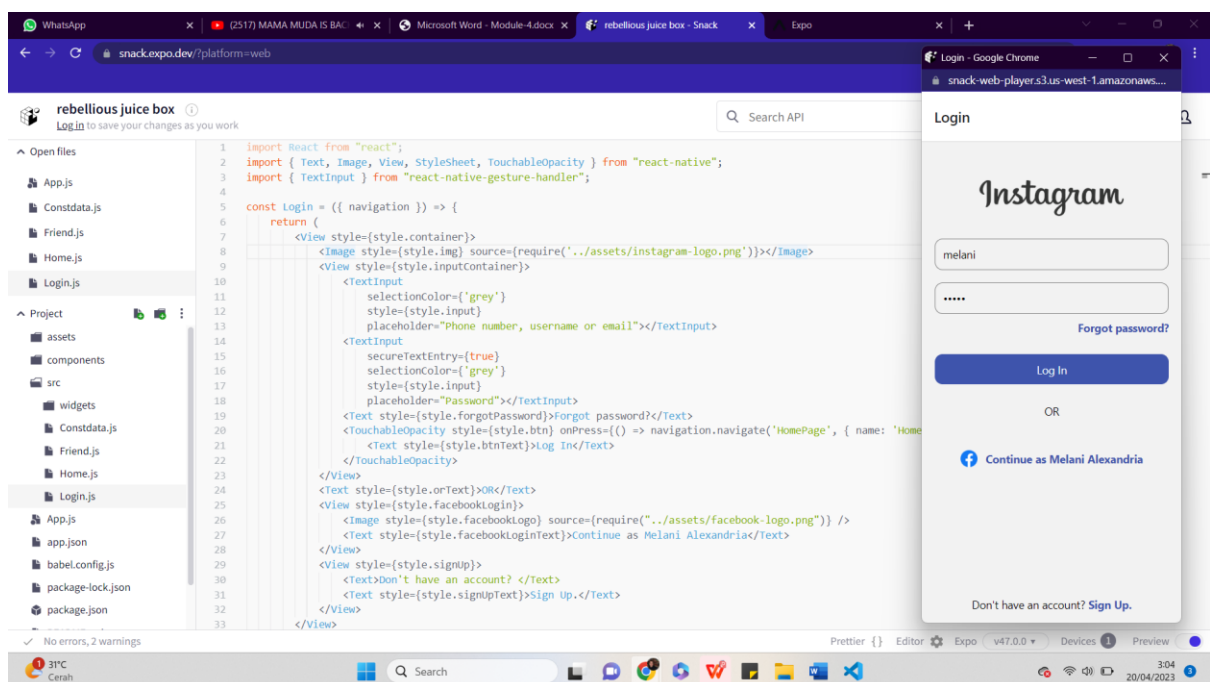 WhatsApp
(2517) MAMA MUDA IS BAC
Microsoft Word - Module-4.docx
rebellious juice box - Snack
Expo
snack.expo.dev/?platform=web
rebellious juice box
Log in to save your changes as you work
Search API
Open files
App.js
Constdata.js
Friend.js
Home.js
Login.js
Project
assets
components
src
widgets
Constdata.js
Friend.js
Home.js
Login.js
App.js
app.json
babel.config.js
package-lock.json
package.json
1 import React from "react";
2 import { Text, Image, View, StyleSheet, TouchableOpacity } from "react-native";
3 import { TextInput } from "react-native-gesture-handler";
4
5 const Login = ({ navigation }) => {
6 return (
7 <View style={style.container}>
8 <Image style={style.img} source={require('../assets/instagram-logo.png')}></Image>
9 <View style={style.inputContainer}>
10 <TextInput
11 selectionColor={'grey'}
12 style={style.input}
13 placeholder="Phone number, username or email"></TextInput>
14 <TextInput
15 secureTextEntry={true}
16 selectionColor={'grey'}
17 style={style.input}
18 placeholder="Password"></TextInput>
19 <Text style={style.forgotPassword}>Forgot password?</Text>
20 <TouchableOpacity style={style.btn} onPress={() => navigation.navigate('HomePage', { name: 'Home
21 <Text style={style.btnText}>Log In</Text>
22 </TouchableOpacity>
23 </View>
24 <Text style={style.orText}>OR</Text>
25 <View style={style.facebookLogin}>
26 <Image style={style.facebookLogo} source={require("../assets/facebook-logo.png")} />
27 <Text style={style.facebookLoginText}>Continue as Melani Alexandria</Text>
28 </View>
29 <View style={style.signUp}>
30 <Text>Don't have an account? </Text>
31 <Text style={style.signUpText}>Sign Up.</Text>
32 </View>
33 </View>
Login - Google Chrome
snack-web-player.s3.us-west-1.amazonaws....
Login
Instagram
melani
•••••
Forgot password?
Log In
OR
Continue as Melani Alexandria
Don't have an account? Sign Up.
No errors, 2 warnings
Prettier {} Editor Expo v47.0.0 Devices 1 Preview
1
31°C
Cerah
Search
3:04
20/04/2023
3